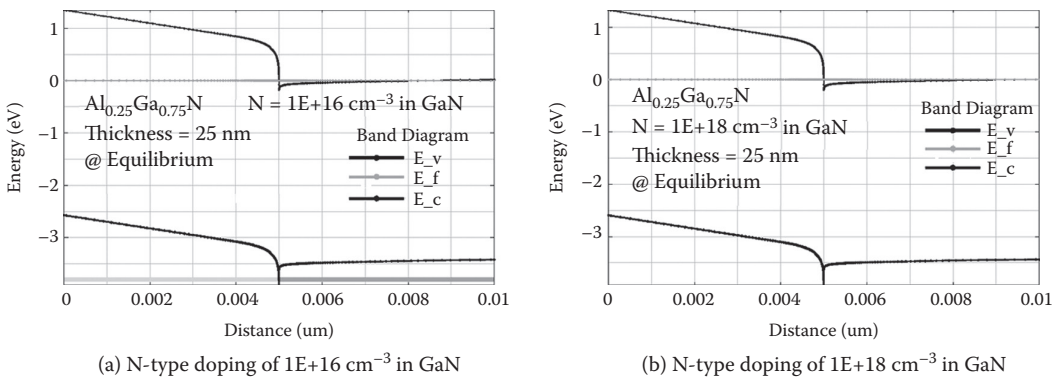 1
0
−1
−2
−3
Energy (eV)
Al0.25Ga0.75N N = 1E+16 cm−3 in GaN
Thickness = 25 nm
@ Equilibrium
Band Diagram
E_v
E_f
E_c
0 0.002 0.004 0.006 0.008 0.01
Distance (um)
(a) N-type doping of 1E+16 cm−3 in GaN
1
0
−1
−2
−3
Energy (eV)
Al0.25Ga0.75N
N = 1E+18 cm−3 in GaN
Thickness = 25 nm
@ Equilibrium
Band Diagram
E_v
E_f
E_c
0 0.002 0.004 0.006 0.008 0.01
Distance (um)
(b) N-type doping of 1E+18 cm−3 in GaN